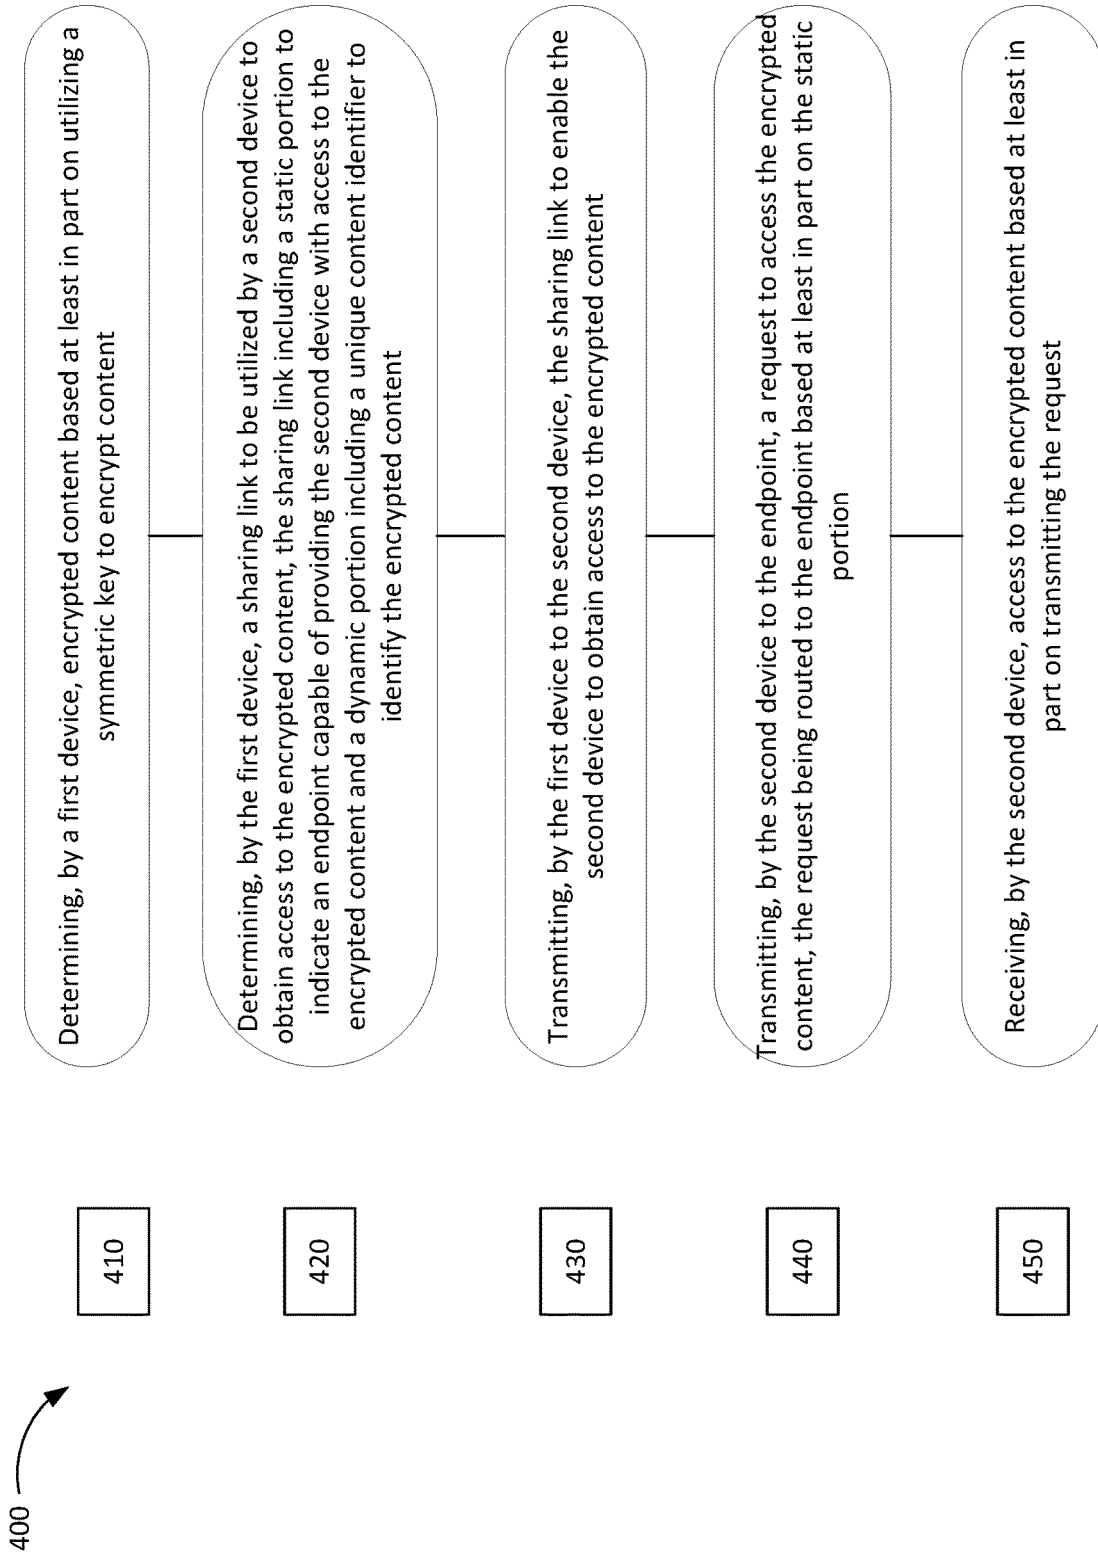 400
410
Determining, by a first device, encrypted content based at least in part on utilizing a
symmetric key to encrypt content
420
Determining, by the first device, a sharing link to be utilized by a second device to
obtain access to the encrypted content, the sharing link including a static portion to
indicate an endpoint capable of providing the second device with access to the
encrypted content and a dynamic portion including a unique content identifier to
identify the encrypted content
430
Transmitting, by the first device to the second device, the sharing link to enable the
second device to obtain access to the encrypted content
440
Transmitting, by the second device to the endpoint, a request to access the encrypted
content, the request being routed to the endpoint based at least in part on the static
portion
450
Receiving, by the second device, access to the encrypted content based at least in
part on transmitting the request